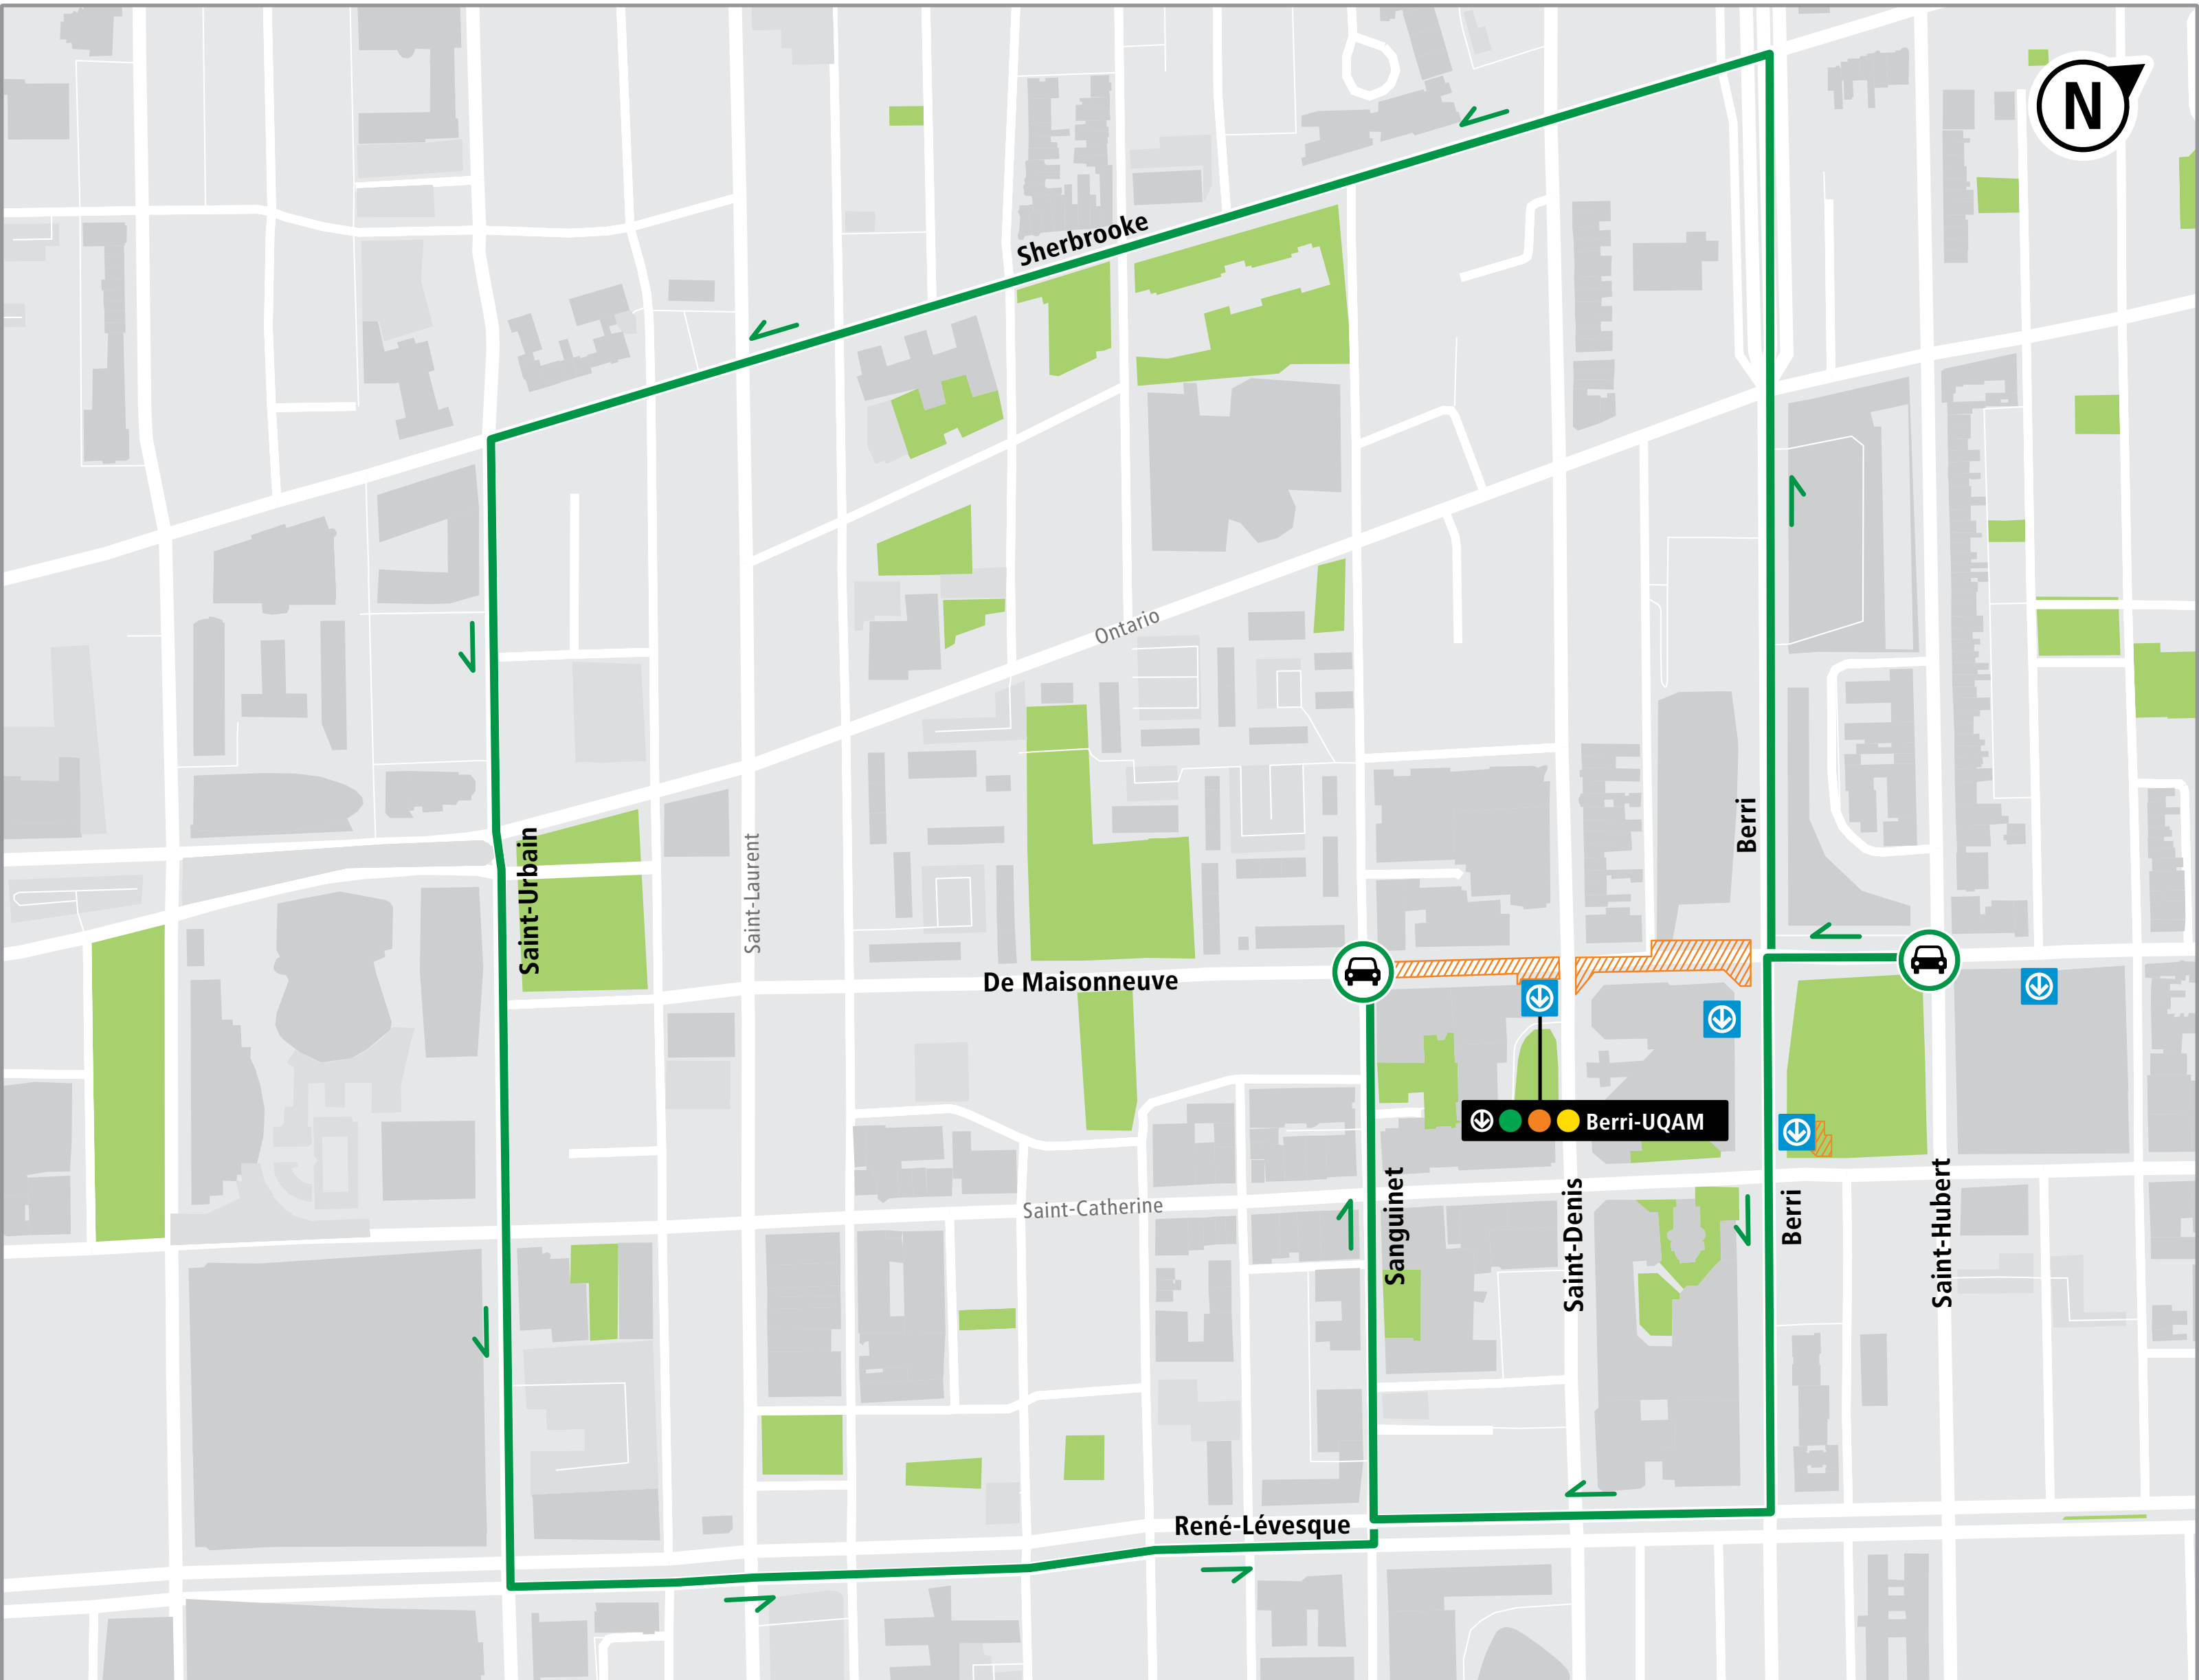 N
Sherbrooke
Ontario
Berri
Saint-Urbain
Saint-Laurent
De Maisonneuve
Berri-UQAM
Saint-Catherine
Sanguinet
Saint-Denis
Berri
Saint-Hubert
René-Lévesque